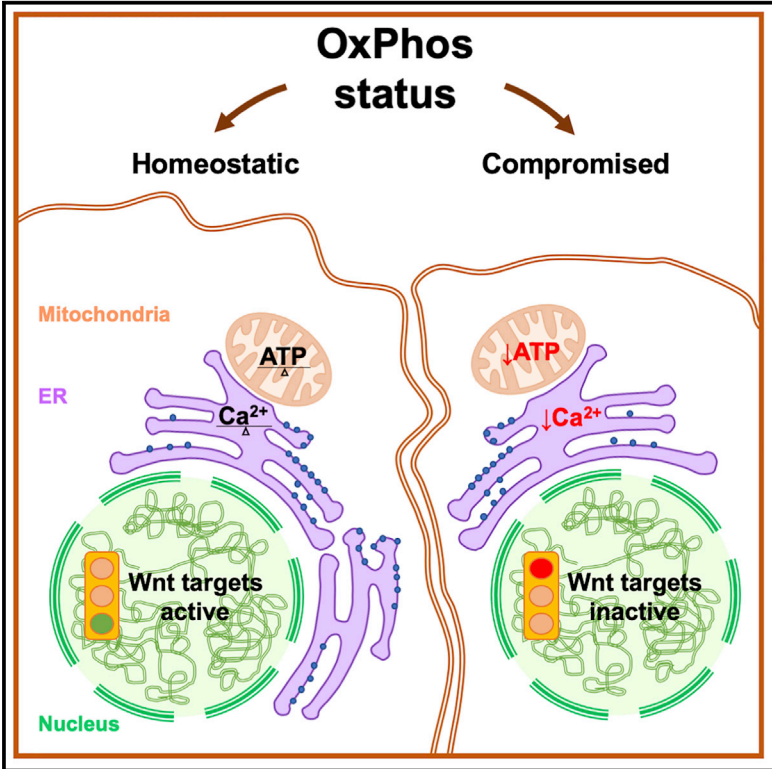 OxPhos
status
Homeostatic
Compromised
Mitochondria
ATP
↓ATP
ER
Ca²⁺
↓Ca²⁺
Wnt targets
active
Wnt targets
inactive
Nucleus